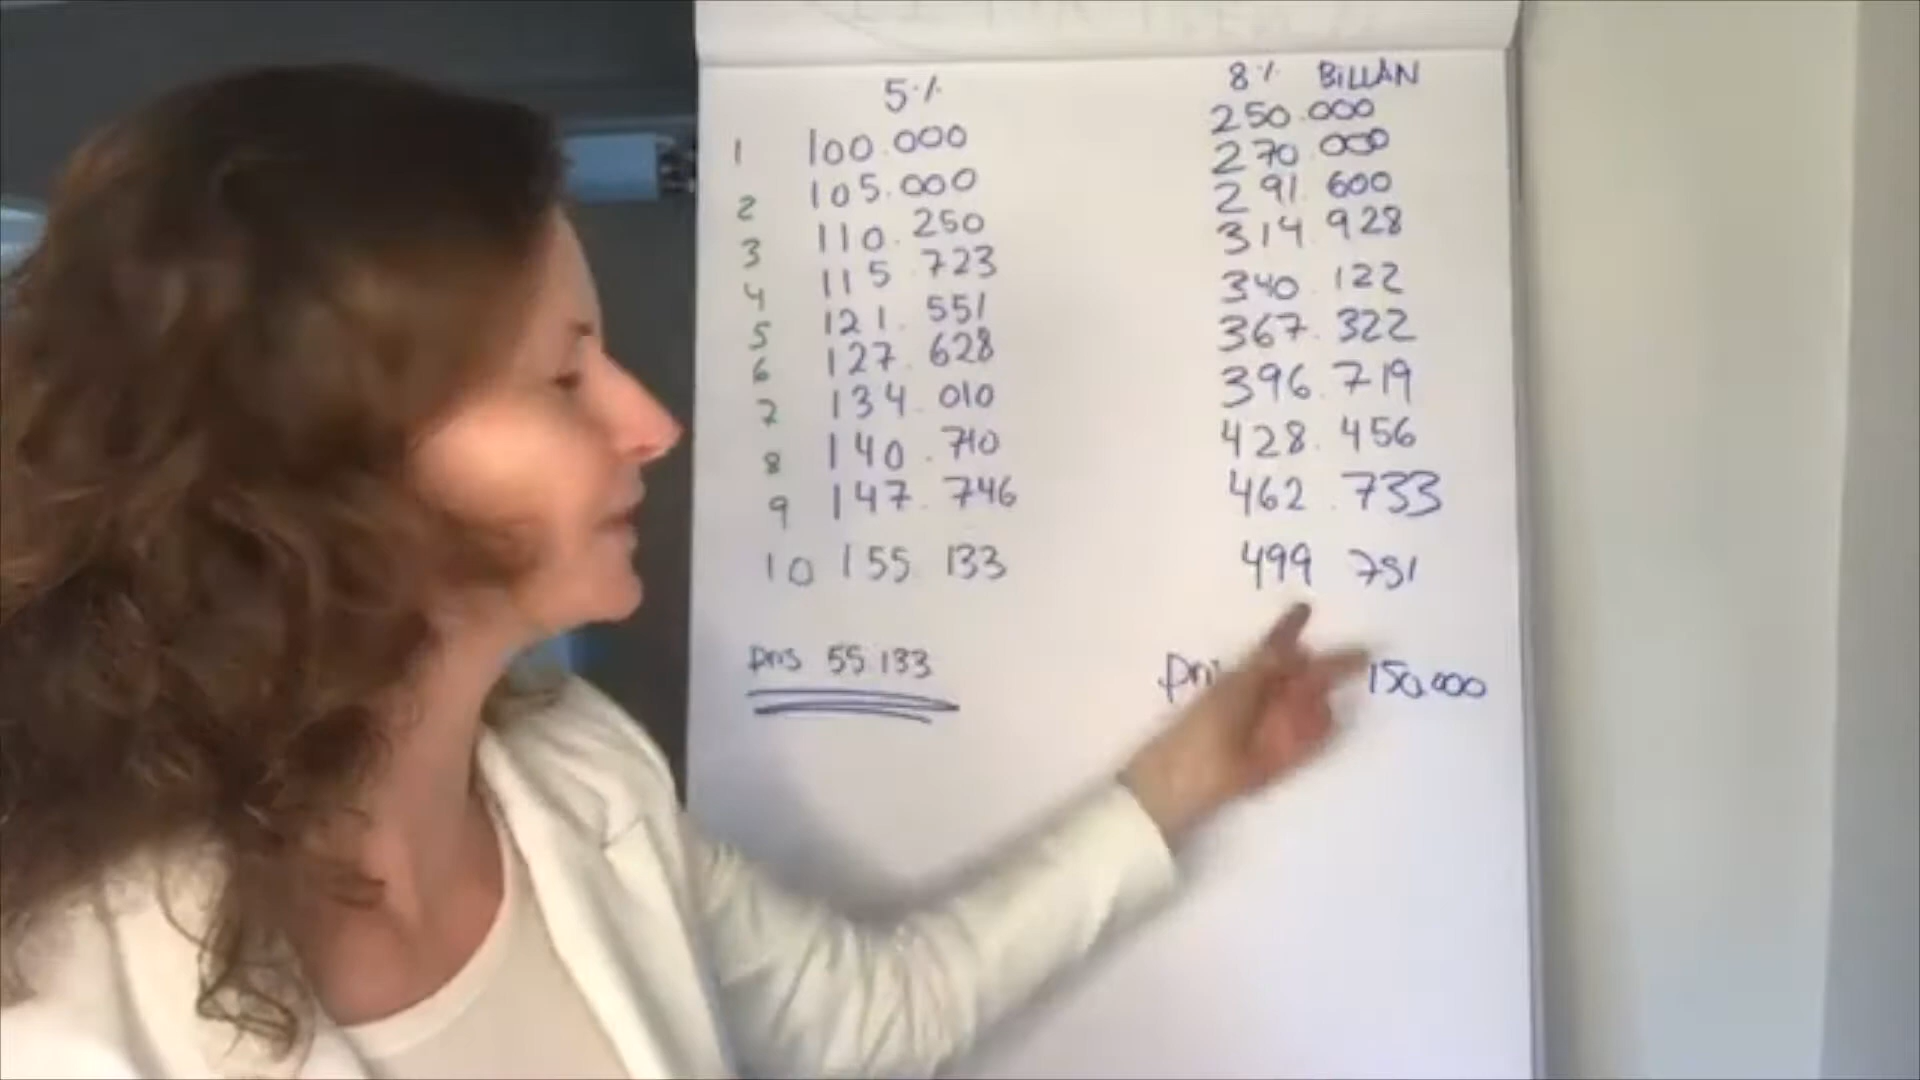 5% 8% BILLÅN
1 100.000 250.000
2 105.000 270.000
3 110.250 291.600
4 115.723 314.928
5 121.551 340.122
6 127.628 367.322
7 134.010 396.719
8 140.710 428.456
9 147.746 462.733
10 155.133 499.751
Pris 55.133 150.000